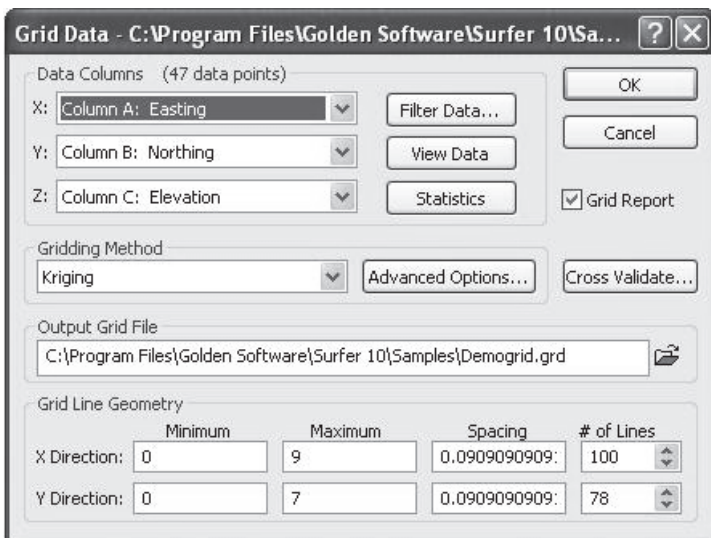 Grid Data - C:\Program Files\Golden Software\Surfer 10\Sa...
Data Columns (47 data points)
X: Column A: Easting
Filter Data...
OK
Y: Column B: Northing
View Data
Cancel
Z: Column C: Elevation
Statistics
Grid Report
Gridding Method
Kriging
Advanced Options...
Cross Validate...
Output Grid File
C:\Program Files\Golden Software\Surfer 10\Samples\Demogrid.grd
Grid Line Geometry
Minimum Maximum Spacing # of Lines
X Direction: 0 9 0.0909090909 100
Y Direction: 0 7 0.0909090909 78